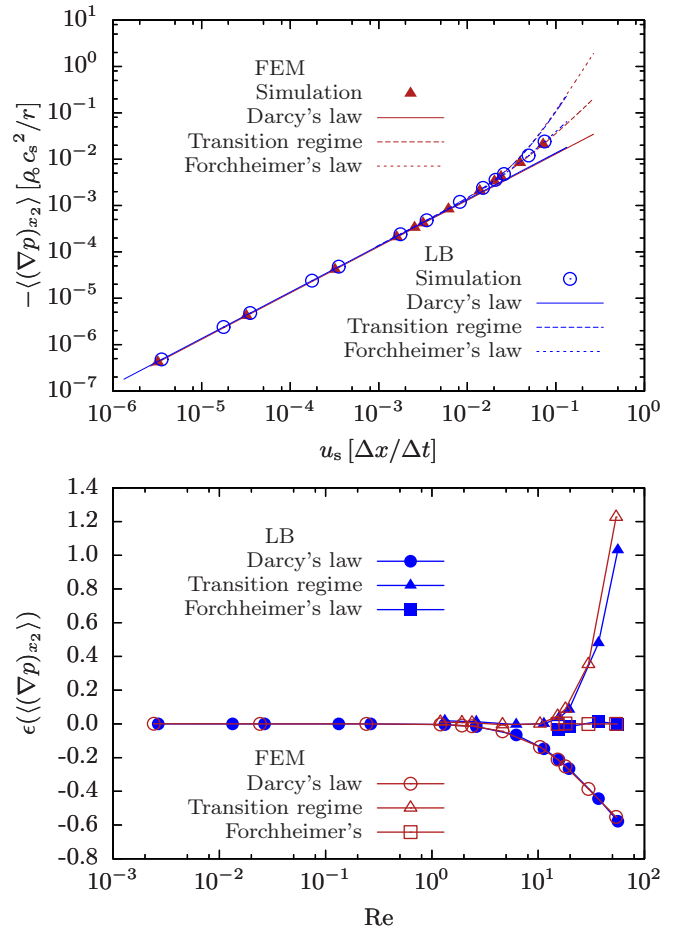 10^0
10^-1
10^-2
10^-3
10^-4
10^-5
10^-6
10^-7
−⟨(∇p)_{x_2}⟩ [ρ_0 c_s^2/r]
FEM
Simulation
Darcy's law
Transition regime
Forchheimer's law
LB
Simulation
Darcy's law
Transition regime
Forchheimer's law
10^-6 10^-5 10^-4 10^-3 10^-2 10^-1 10^0
u_s [Δx/Δt]
1.4
1.2
1.0
0.8
0.6
0.4
0.2
0.0
-0.2
-0.4
-0.6
-0.8
ϵ(⟨(∇p)_{x_2}⟩)
LB
Darcy's law
Transition regime
Forchheimer's law
FEM
Darcy's law
Transition regime
Forchheimer's
10^-3 10^-2 10^-1 10^0 10^1 10^2
Re